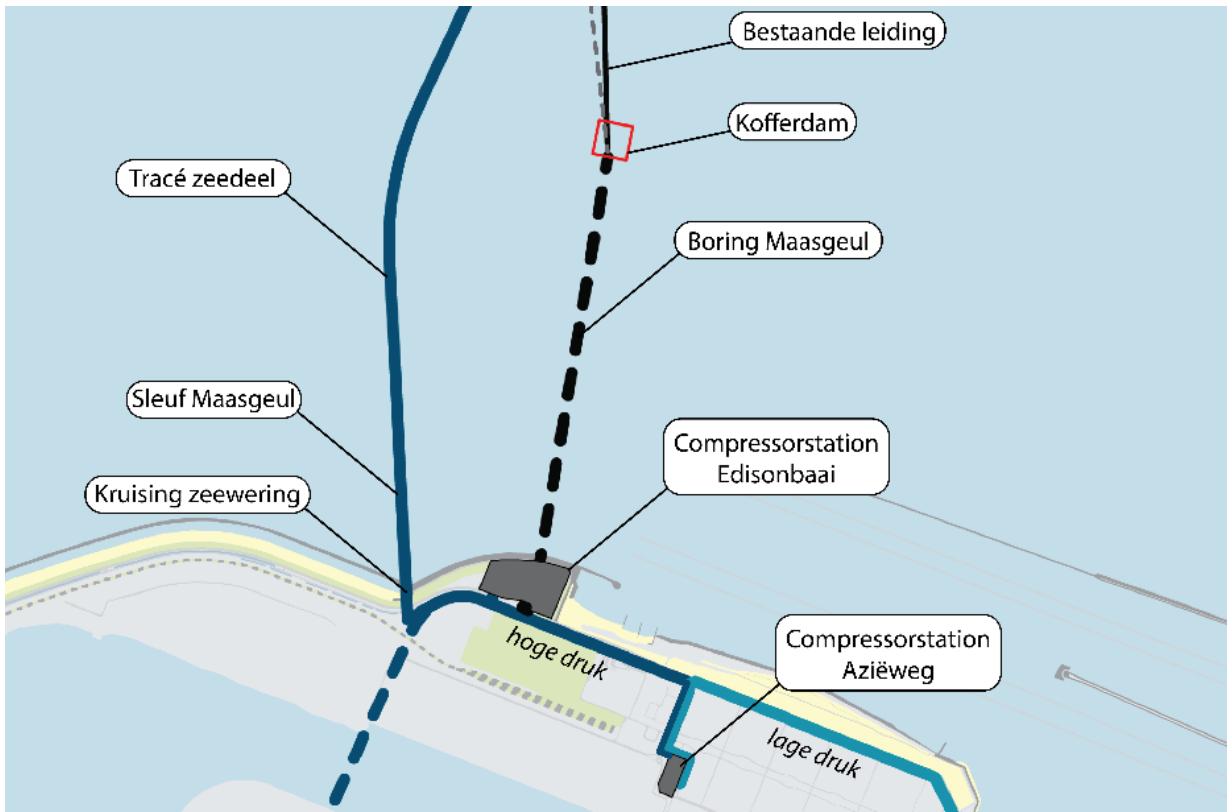 Bestaande leiding
Kofferdam
Tracé zeedeel
Boring Maasgeul
Sleuf Maasgeul
Compressorstation
Edisonbaai
Kruising zeewering
hoge druk
Compressorstation
Aziëweg
lage druk